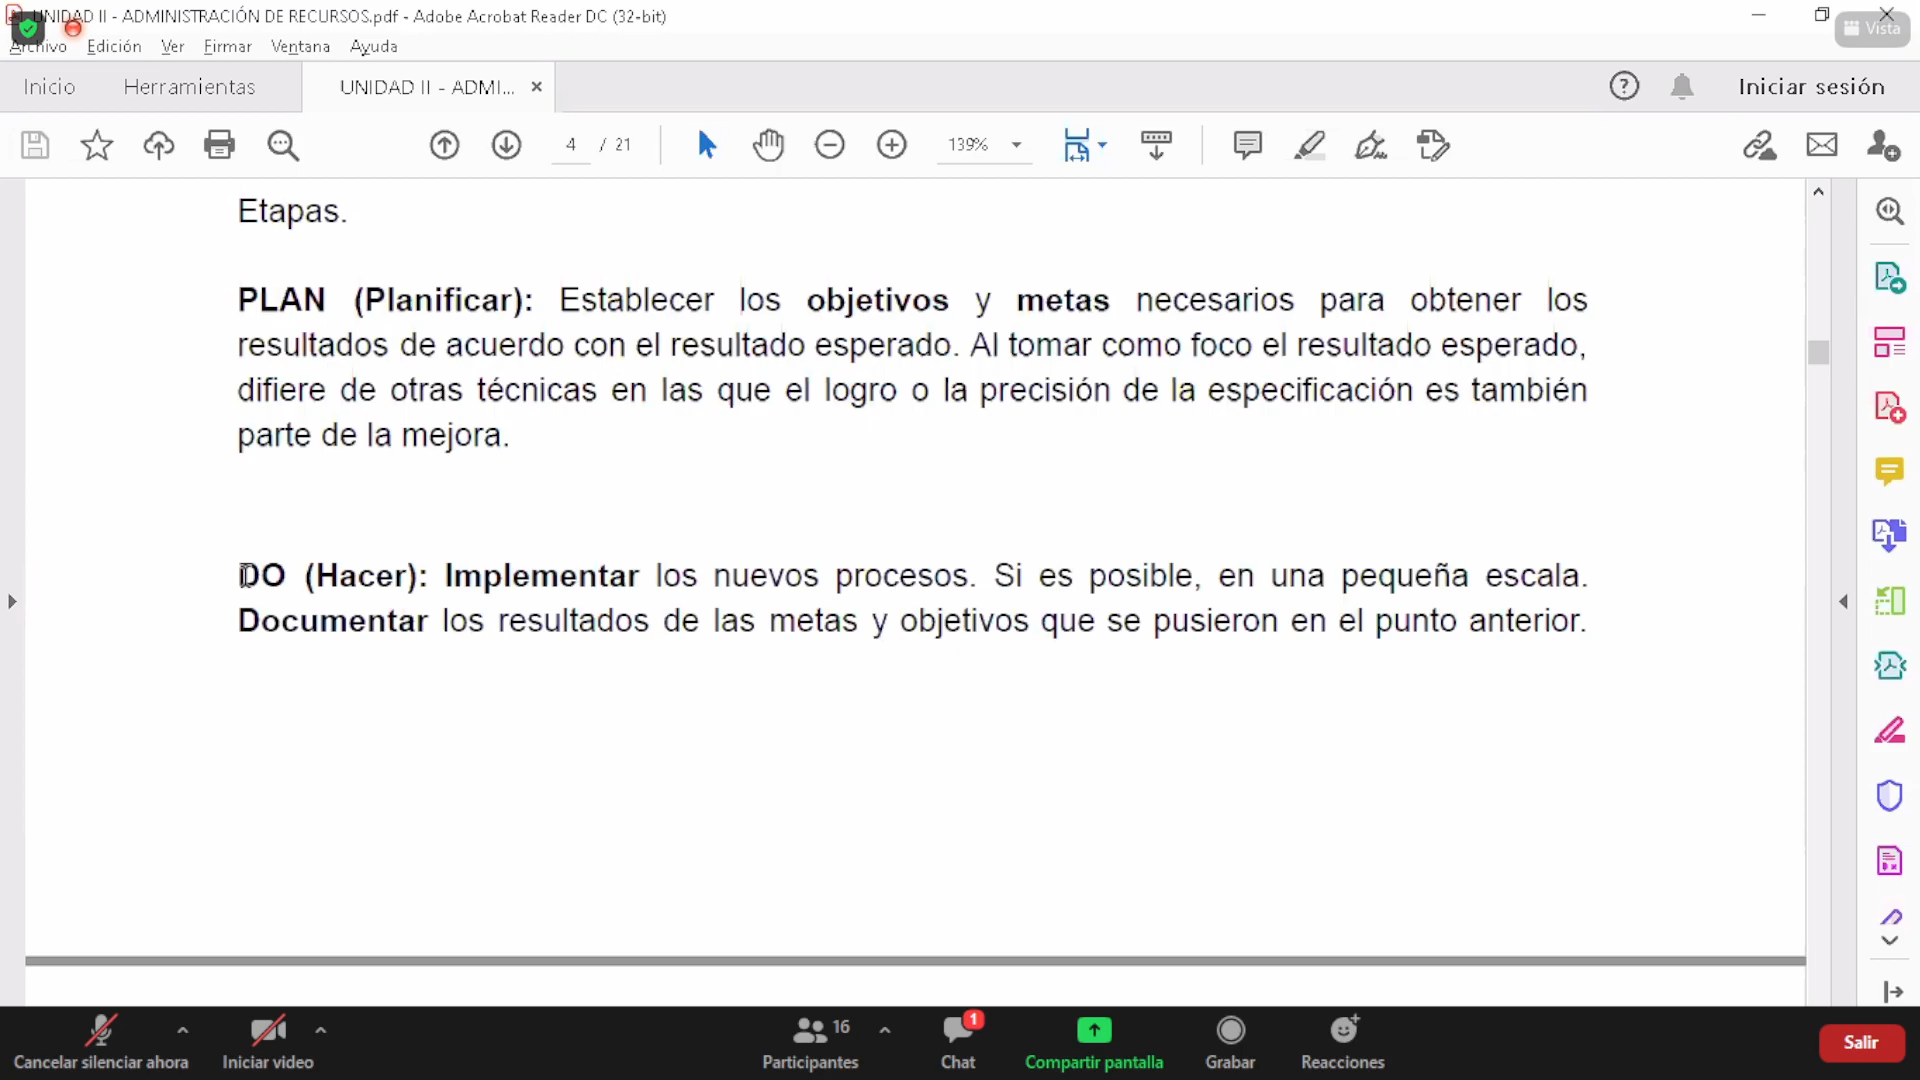 UNIDAD II - ADMINISTRACIÓN DE RECURSOS.pdf - Adobe Acrobat Reader DC (32-bit)
Vista
Archivo Edición Ver Firmar Ventana Ayuda
Inicio Herramientas UNIDAD II - ADMI... Iniciar sesión
4 / 21 139%
Etapas.
PLAN (Planificar): Establecer los objetivos y metas necesarios para obtener los
resultados de acuerdo con el resultado esperado. Al tomar como foco el resultado esperado,
difiere de otras técnicas en las que el logro o la precisión de la especificación es también
parte de la mejora.
DO (Hacer): Implementar los nuevos procesos. Si es posible, en una pequeña escala.
Documentar los resultados de las metas y objetivos que se pusieron en el punto anterior.
16 1
Cancelar silenciar ahora Iniciar video Participantes Chat Compartir pantalla Grabar Reacciones Salir